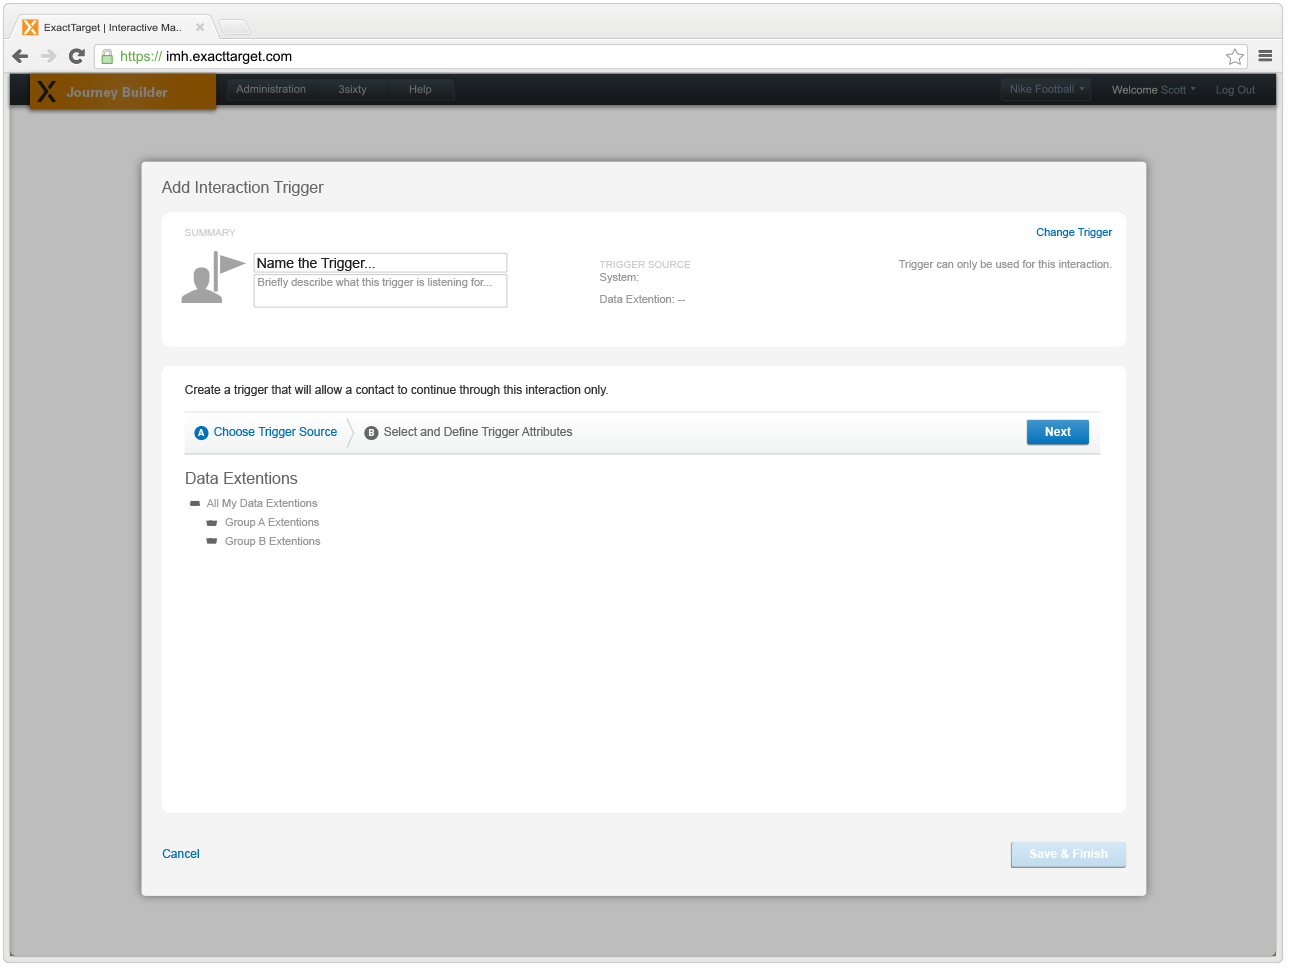 ExactTarget | Interactive Ma..
https:// imh.exacttarget.com
X Journey Builder
Administration 3sixty Help Nike Football Welcome Scott Log Out
Add Interaction Trigger
SUMMARY
Change Trigger
Name the Trigger...
Briefly describe what this trigger is listening for...
TRIGGER SOURCE
System:
Data Extention: --
Trigger can only be used for this interaction.
Create a trigger that will allow a contact to continue through this interaction only.
A Choose Trigger Source B Select and Define Trigger Attributes Next
Data Extentions
All My Data Extentions
Group A Extentions
Group B Extentions
Cancel Save & Finish